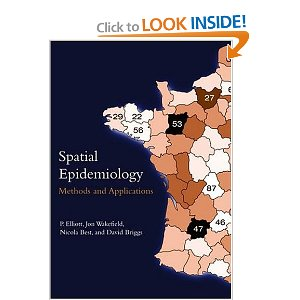 Click to LOOK INSIDE!
27
29
22
53
56
Spatial
Epidemiology
Methods and Applications
87
P. Elliott, Jon Wakefield,
Nicola Best, and David Briggs
46
47